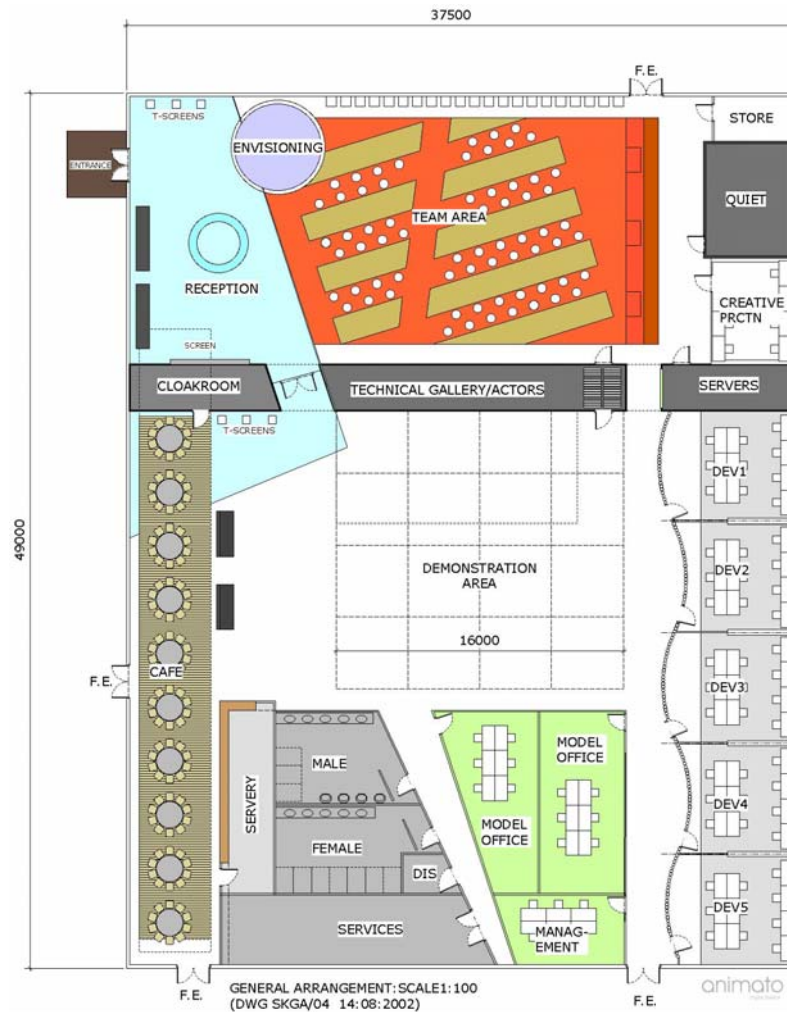 37500
F.E.
T-SCREENS
STORE
ENVISIONING
ENTRANCE
QUIET
TEAM AREA
RECEPTION
CREATIVE
PRCTN
SCREEN
CLOAKROOM
TECHNICAL GALLERY/ACTORS
SERVERS
T-SCREENS
DEV1
49000
DEMONSTRATION
AREA
DEV2
16000
CAFE
F.E.
DEV3
MODEL
OFFICE
MALE
SERVERY
DEV4
MODEL
OFFICE
FEMALE
DIS
DEV5
SERVICES
MANAG-
EMENT
F.E.
GENERAL ARRANGEMENT:SCALE1:100
(DWG SKGA/04 14:08:2002)
F.E.
animato